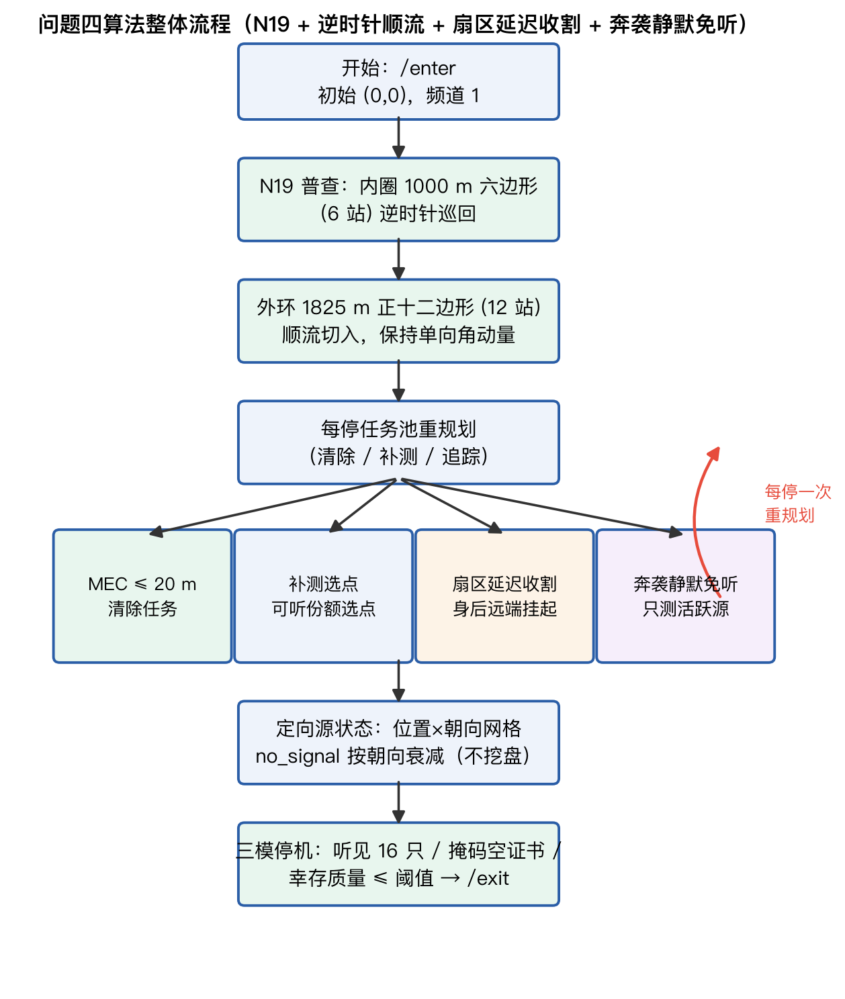 问题四算法整体流程（N19 + 逆时针顺流 + 扇区延迟收割 + 奔袭静默免听）
开始：/enter
初始 (0,0)，频道 1
N19 普查：内圈 1000 m 六边形
(6 站) 逆时针巡回
外环 1825 m 正十二边形 (12 站)
顺流切入，保持单向角动量
每停任务池重规划
（清除 / 补测 / 追踪）
每停一次
重规划
MEC ≤ 20 m
清除任务
补测选点
可听份额选点
扇区延迟收割
身后远端挂起
奔袭静默免听
只测活跃源
定向源状态：位置×朝向网格
no_signal 按朝向衰减（不挖盘）
三模停机：听见 16 只 / 掩码空证书 /
幸存质量 ≤ 阈值 → /exit